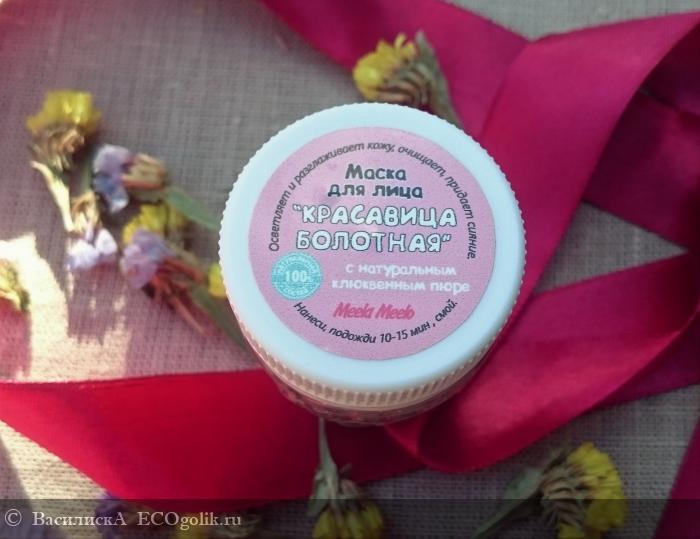 Осветляет и разглаживает кожу, очищает, придает сияние.
Маска
для лица
"КРАСАВИЦА
БОЛОТНАЯ"
с натуральным
клюквенным пюре
100%
состав
Meela Meelo
Нанеси, подожди 10-15 мин, смой.
© ВасилискА ECOgolik.ru